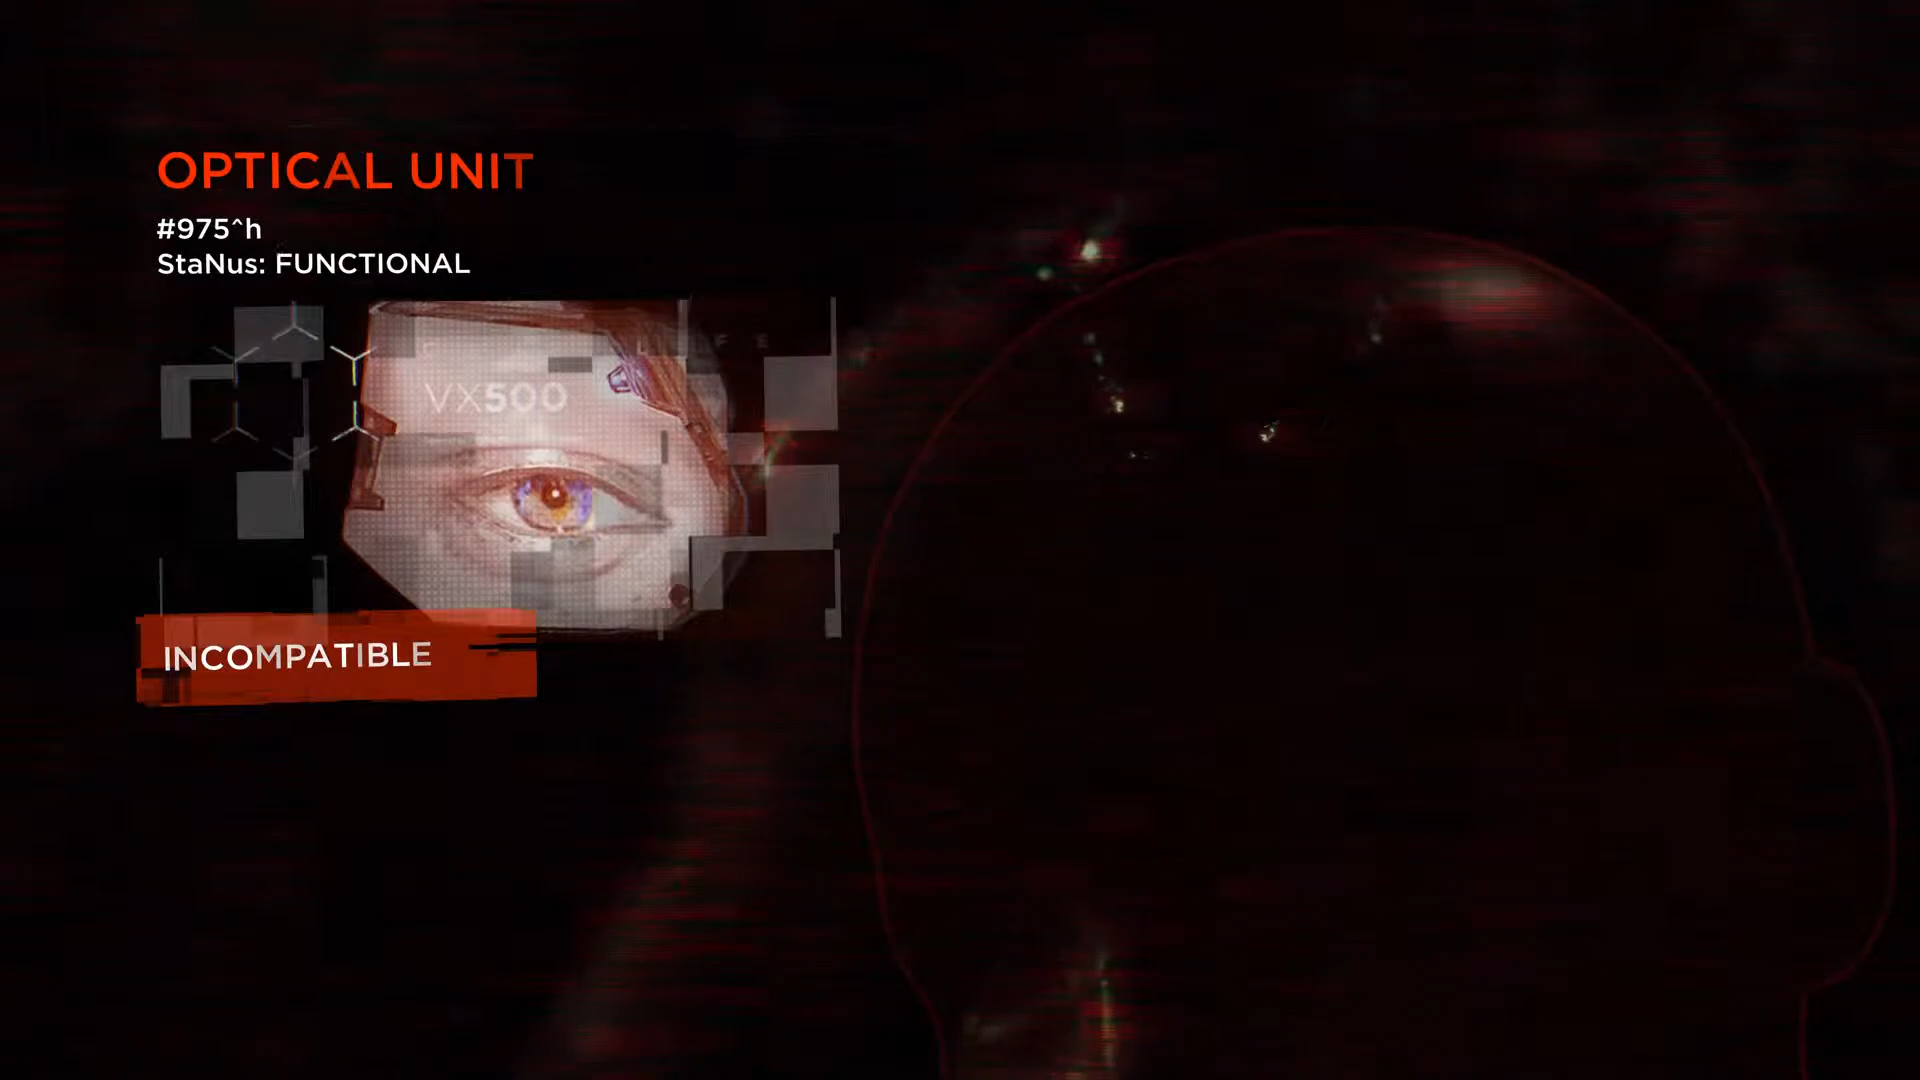 OPTICAL UNIT
#975^h
StaNus: FUNCTIONAL
VX500
INCOMPATIBLE